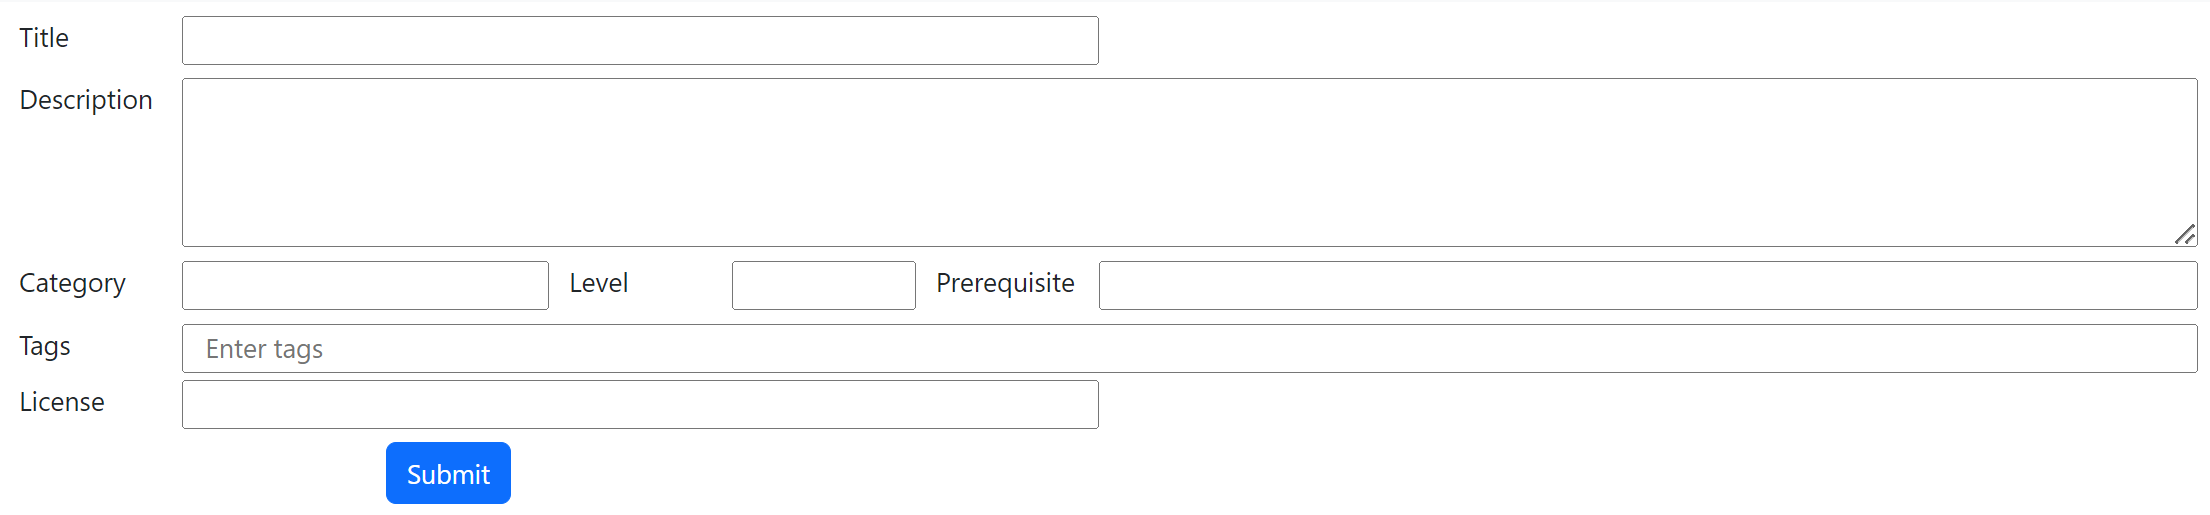 Title
Description
Category Level Prerequisite
Tags Enter tags
License
Submit